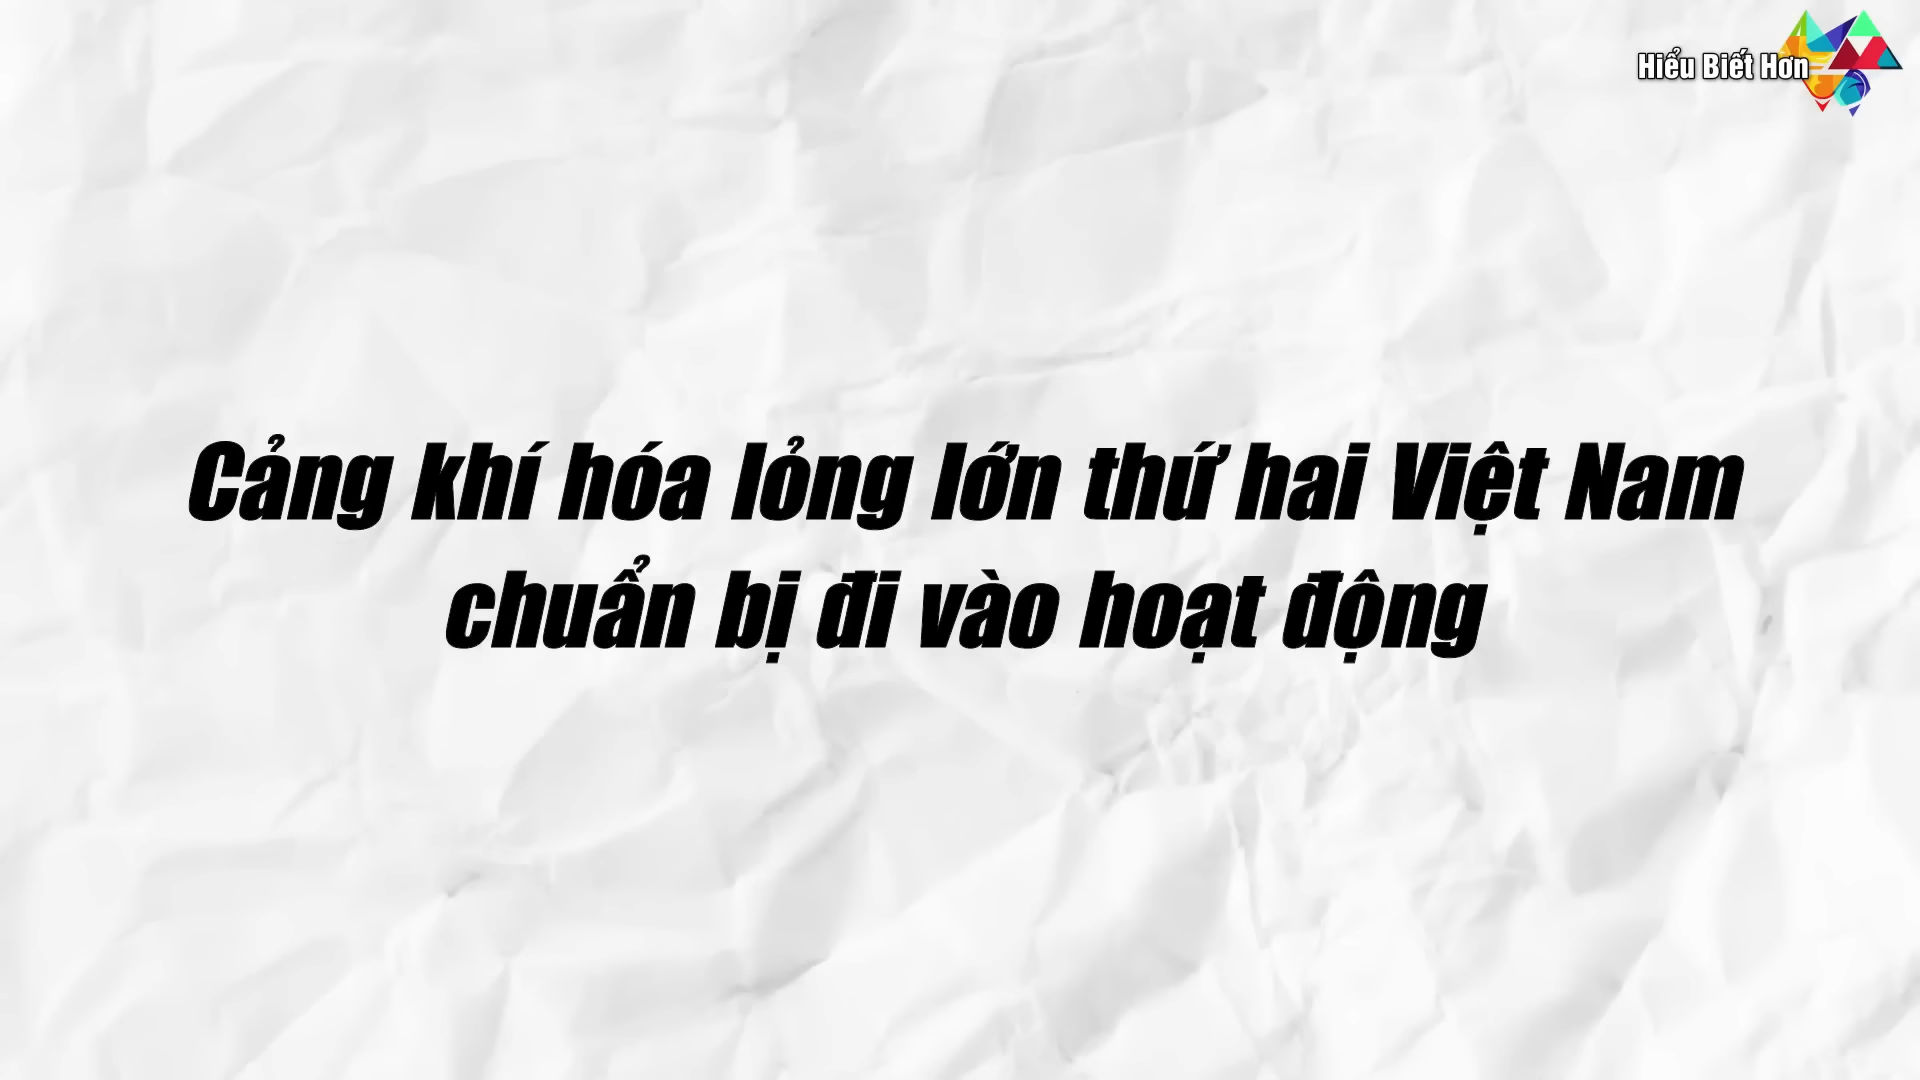 Hiểu Biết Hơn
Cảng khí hóa lỏng lớn thứ hai Việt Nam
chuẩn bị đi vào hoạt động